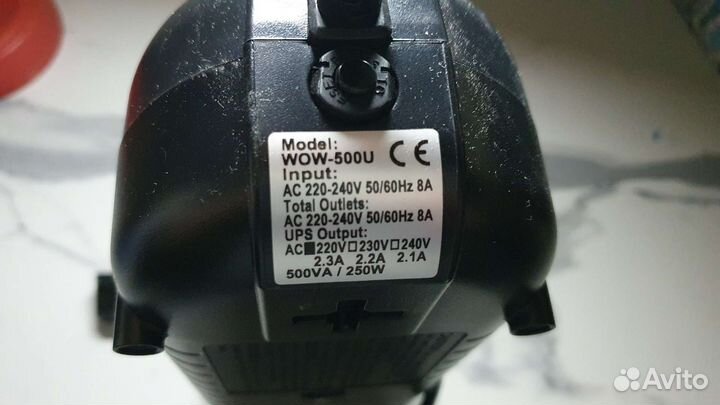 Model:
WOW-500U CE
Input:
AC 220-240V 50/60Hz 8A
Total Outlets:
AC 220-240V 50/60Hz 8A
UPS Output:
AC■220V□230V□240V
2.3A 2.2A 2.1A
500VA / 250W
Avito